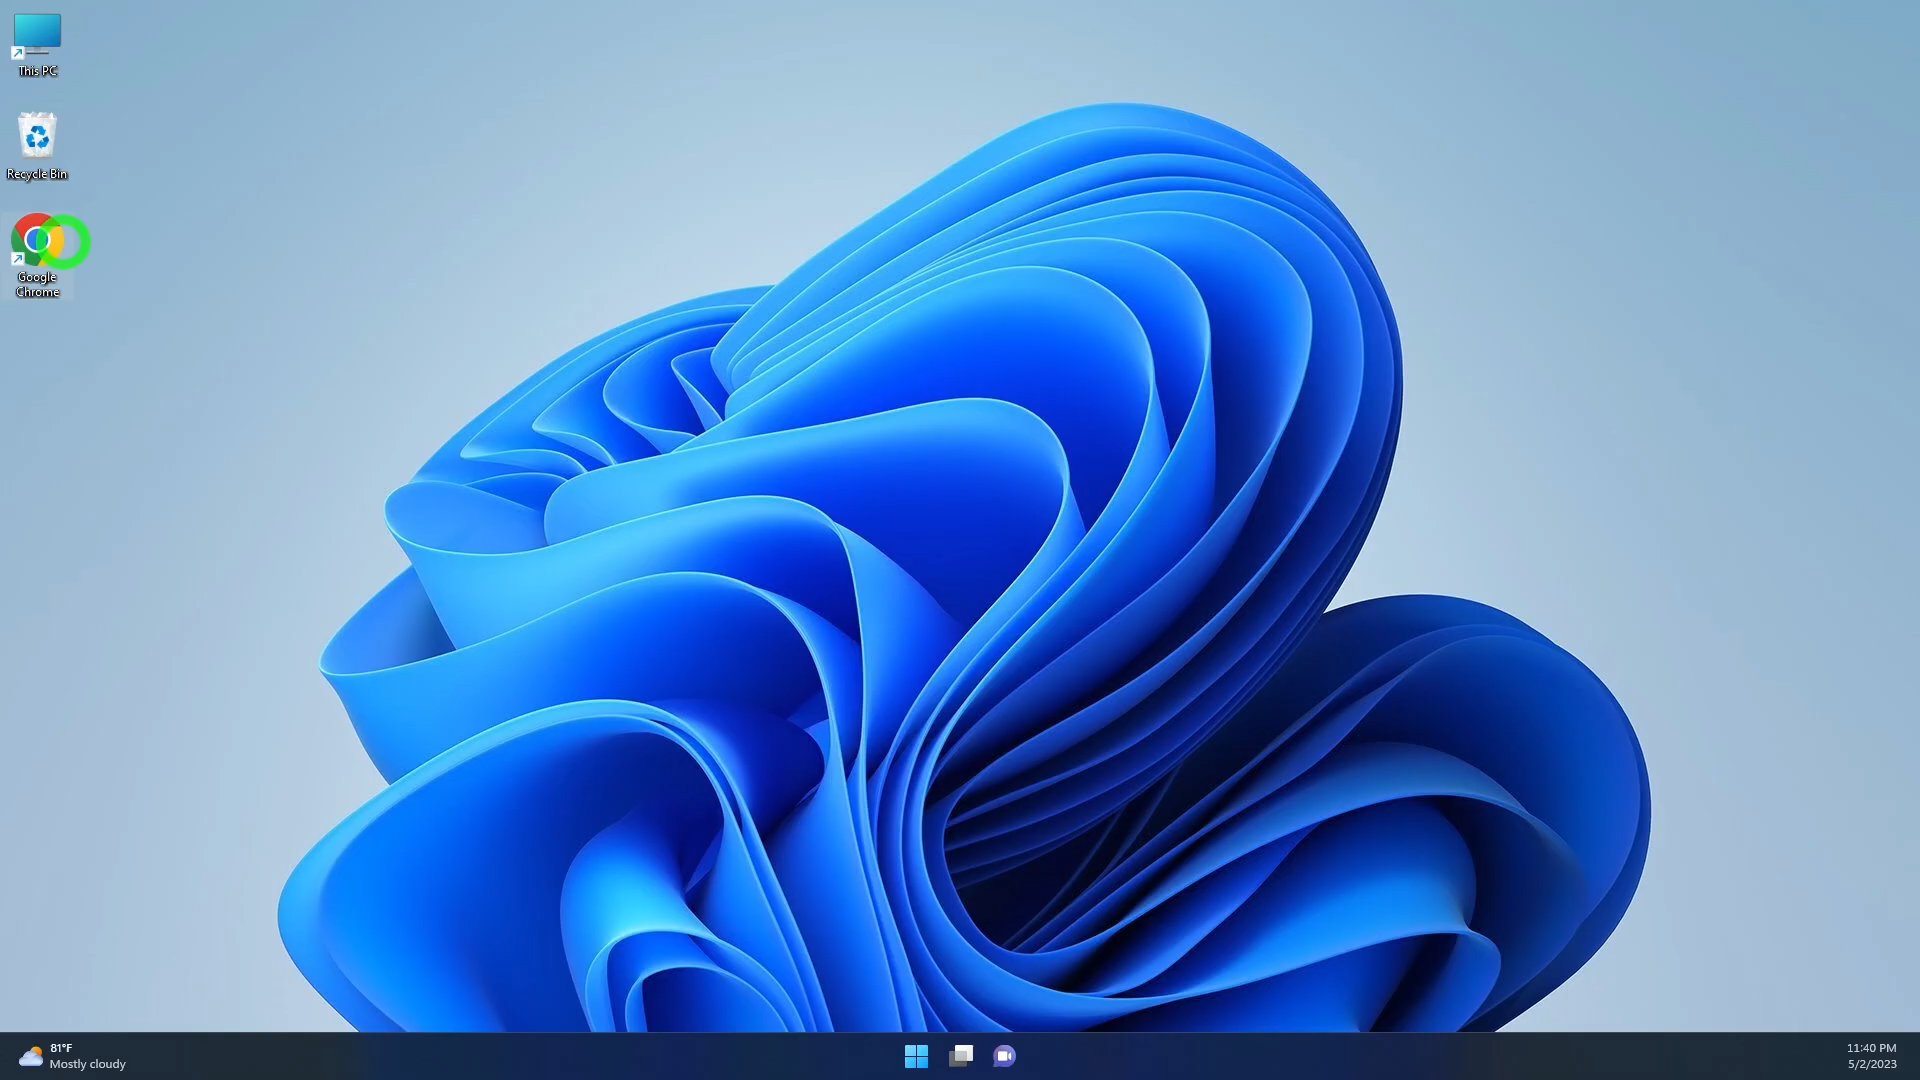 This PC
Recycle Bin
Google
Chrome
81°F
Mostly cloudy
11:40 PM
5/2/2023